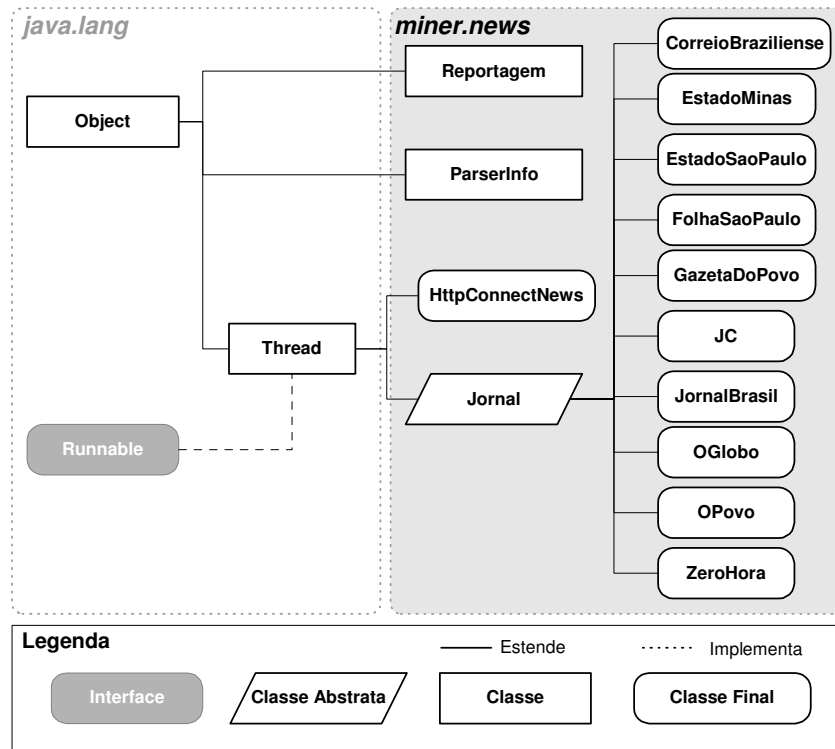 java.lang
miner.news
Object
Thread
Runnable
Reportagem
ParserInfo
HttpConnectNews
Jornal
CorreioBraziliense
EstadoMinas
EstadoSaoPaulo
FolhaSaoPaulo
GazetaDoPovo
JC
JornalBrasil
OGlobo
OPovo
ZeroHora
Legenda
Estende
Implementa
Interface
Classe Abstrata
Classe
Classe Final